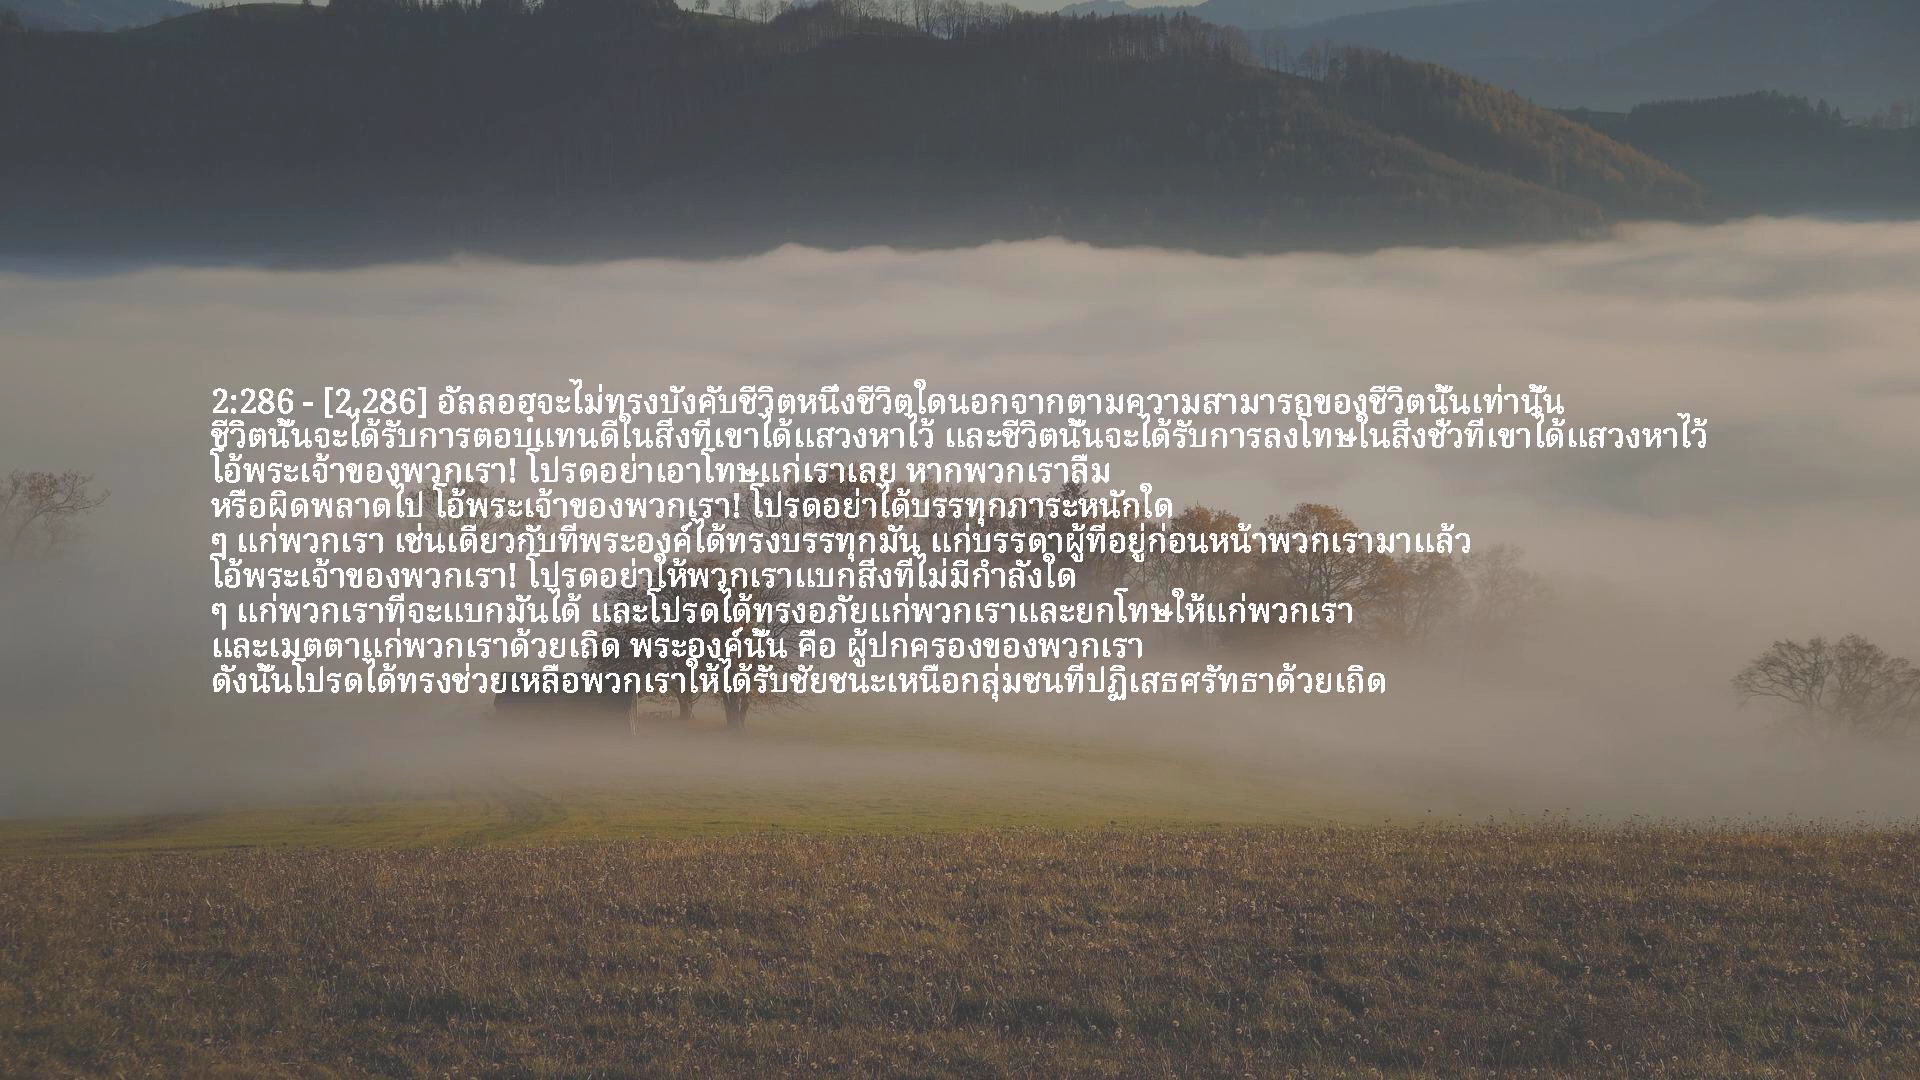 2:286 - [2.286] อัลลอฮฺจะไม่ทรงบังคับชีวิตหนึ่งชีวิตใดนอกจากตามความสามารถของชีวิตนั้นเท่านั้น
ชีวิตนั้นจะได้รับการตอบแทนดีในสิ่งที่เขาได้แสวงหาไว้ และชีวิตนั้นจะได้รับการลงโทษในสิ่งชั่วที่เขาได้แสวงหาไว้
โอ้พระเจ้าของพวกเรา! โปรดอย่าเอาโทษแก่เราเลย หากพวกเราลืม
หรือผิดพลาดไป โอ้พระเจ้าของพวกเรา! โปรดอย่าได้บรรทุกภาระหนักใด
ๆ แก่พวกเรา เช่นเดียวกับที่พระองค์ได้ทรงบรรทุกมัน แก่บรรดาผู้ที่อยู่ก่อนหน้าพวกเรามาแล้ว
โอ้พระเจ้าของพวกเรา! โปรดอย่าให้พวกเราแบกสิ่งที่ไม่มีกำลังใด
ๆ แก่พวกเราที่จะแบกมันได้ และโปรดได้ทรงอภัยแก่พวกเราและยกโทษให้แก่พวกเรา
และเมตตาแก่พวกเราด้วยเถิด พระองค์นั้น คือ ผู้ปกครองของพวกเรา
ดังนั้นโปรดได้ทรงช่วยเหลือพวกเราให้ได้รับชัยชนะเหนือกลุ่มชนที่ปฏิเสธศรัทธาด้วยเถิด